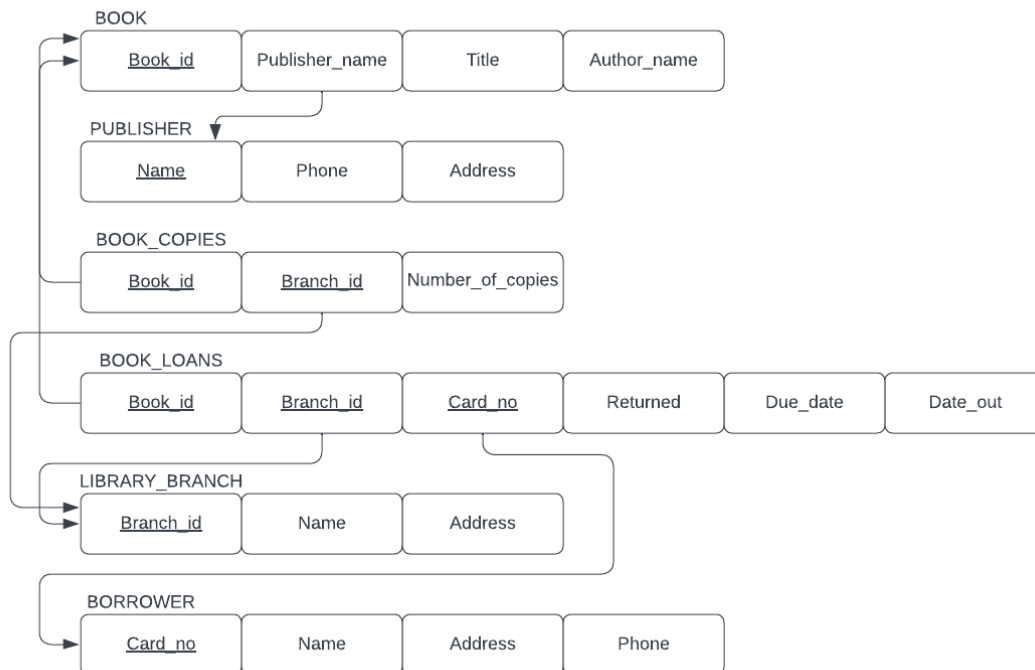 BOOK
Book_id Publisher_name Title Author_name
PUBLISHER
Name Phone Address
BOOK_COPIES
Book_id Branch_id Number_of_copies
BOOK_LOANS
Book_id Branch_id Card_no Returned Due_date Date_out
LIBRARY_BRANCH
Branch_id Name Address
BORROWER
Card_no Name Address Phone